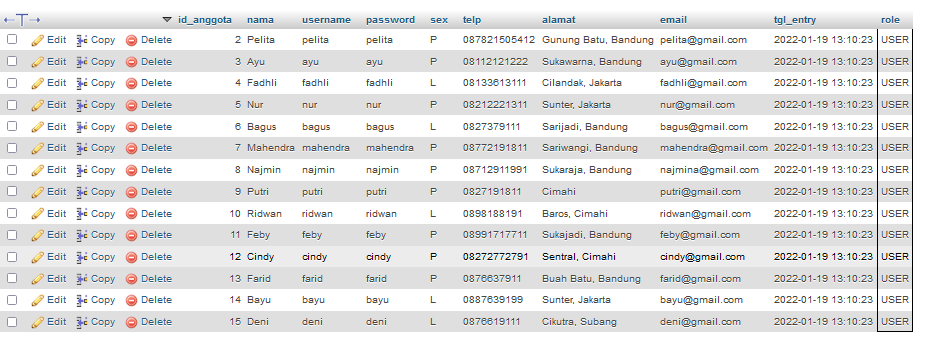 id_anggota nama username password sex telp alamat email tgl_entry role
Edit Copy Delete 2 Pelita pelita pelita P 087821505412 Gunung Batu, Bandung pelita@gmail.com 2022-01-19 13:10:23 USER
Edit Copy Delete 3 Ayu ayu ayu P 08112121222 Sukawarna, Bandung ayu@gmail.com 2022-01-19 13:10:23 USER
Edit Copy Delete 4 Fadhli fadhli fadhli L 08133613111 Cilandak, Jakarta fadhli@gmail.com 2022-01-19 13:10:23 USER
Edit Copy Delete 5 Nur nur nur P 08212221311 Sunter, Jakarta nur@gmail.com 2022-01-19 13:10:23 USER
Edit Copy Delete 6 Bagus bagus bagus L 0827379111 Sarijadi, Bandung bagus@gmail.com 2022-01-19 13:10:23 USER
Edit Copy Delete 7 Mahendra mahendra mahendra P 08772191811 Sariwangi, Bandung mahendra@gmail.com 2022-01-19 13:10:23 USER
Edit Copy Delete 8 Najmin najmin najmin P 08712911991 Sukaraja, Bandung najmina@gmail.com 2022-01-19 13:10:23 USER
Edit Copy Delete 9 Putri putri putri P 0827191811 Cimahi putri@gmail.com 2022-01-19 13:10:23 USER
Edit Copy Delete 10 Ridwan ridwan ridwan L 0898188191 Baros, Cimahi ridwan@gmail.com 2022-01-19 13:10:23 USER
Edit Copy Delete 11 Feby feby feby P 08991717711 Sukajadi, Bandung feby@gmail.com 2022-01-19 13:10:23 USER
Edit Copy Delete 12 Cindy cindy cindy P 08272772791 Sentral, Cimahi cindy@gmail.com 2022-01-19 13:10:23 USER
Edit Copy Delete 13 Farid farid farid P 0876637911 Buah Batu, Bandung farid@gmail.com 2022-01-19 13:10:23 USER
Edit Copy Delete 14 Bayu bayu bayu L 0887639199 Sunter, Jakarta bayu@gmail.com 2022-01-19 13:10:23 USER
Edit Copy Delete 15 Deni deni deni L 0876619111 Cikutra, Subang deni@gmail.com 2022-01-19 13:10:23 USER